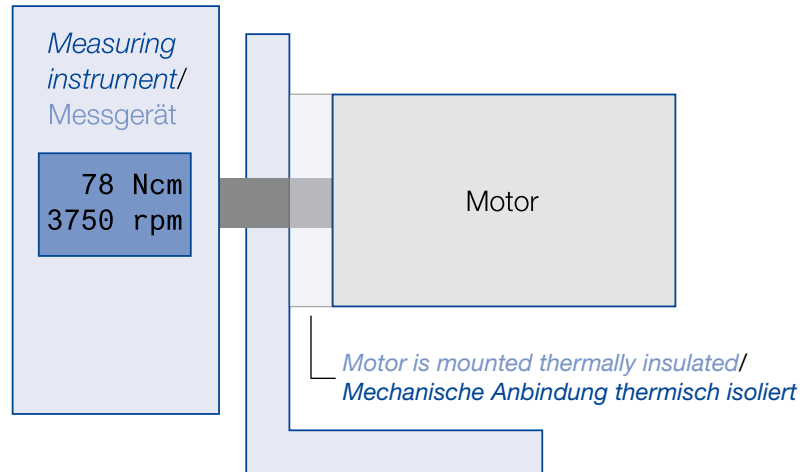 Measuring
instrument/
Messgerät
78 Ncm
3750 rpm
Motor
Motor is mounted thermally insulated/
Mechanische Anbindung thermisch isoliert